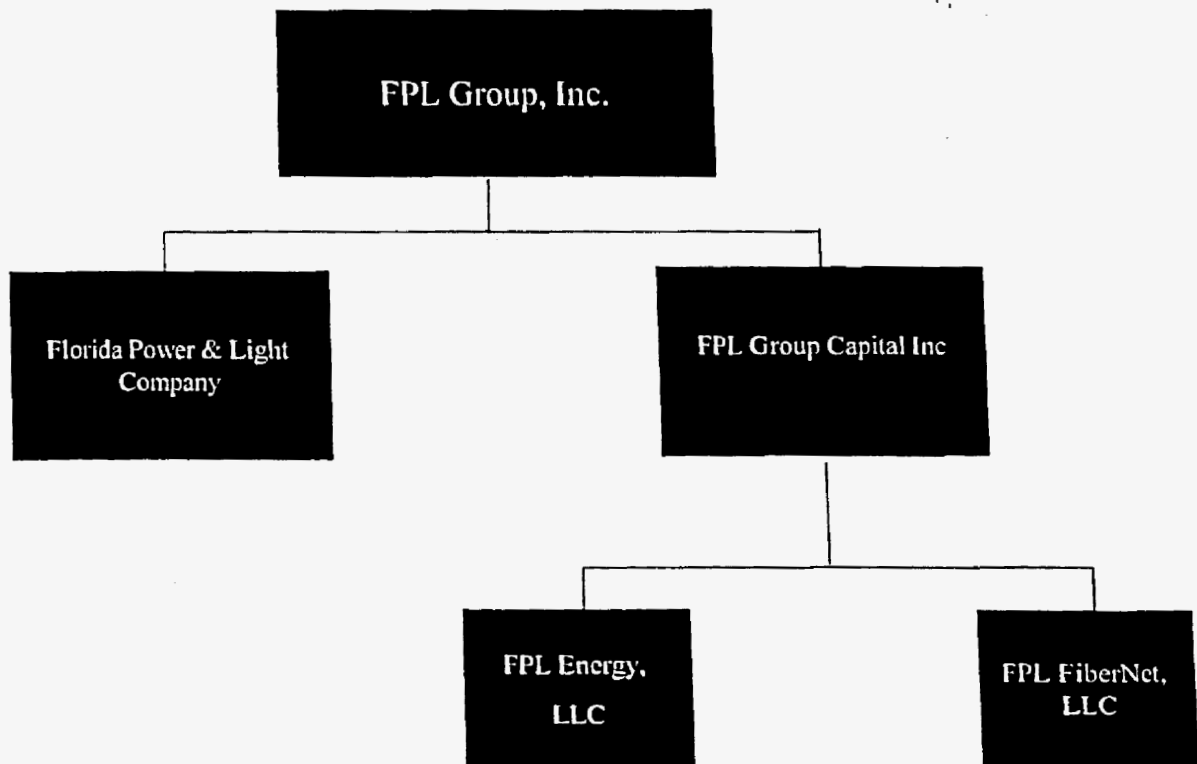 FPL Group, Inc.
Florida Power & Light
Company
FPL Group Capital Inc
FPL Energy,
LLC
FPL FiberNet,
LLC